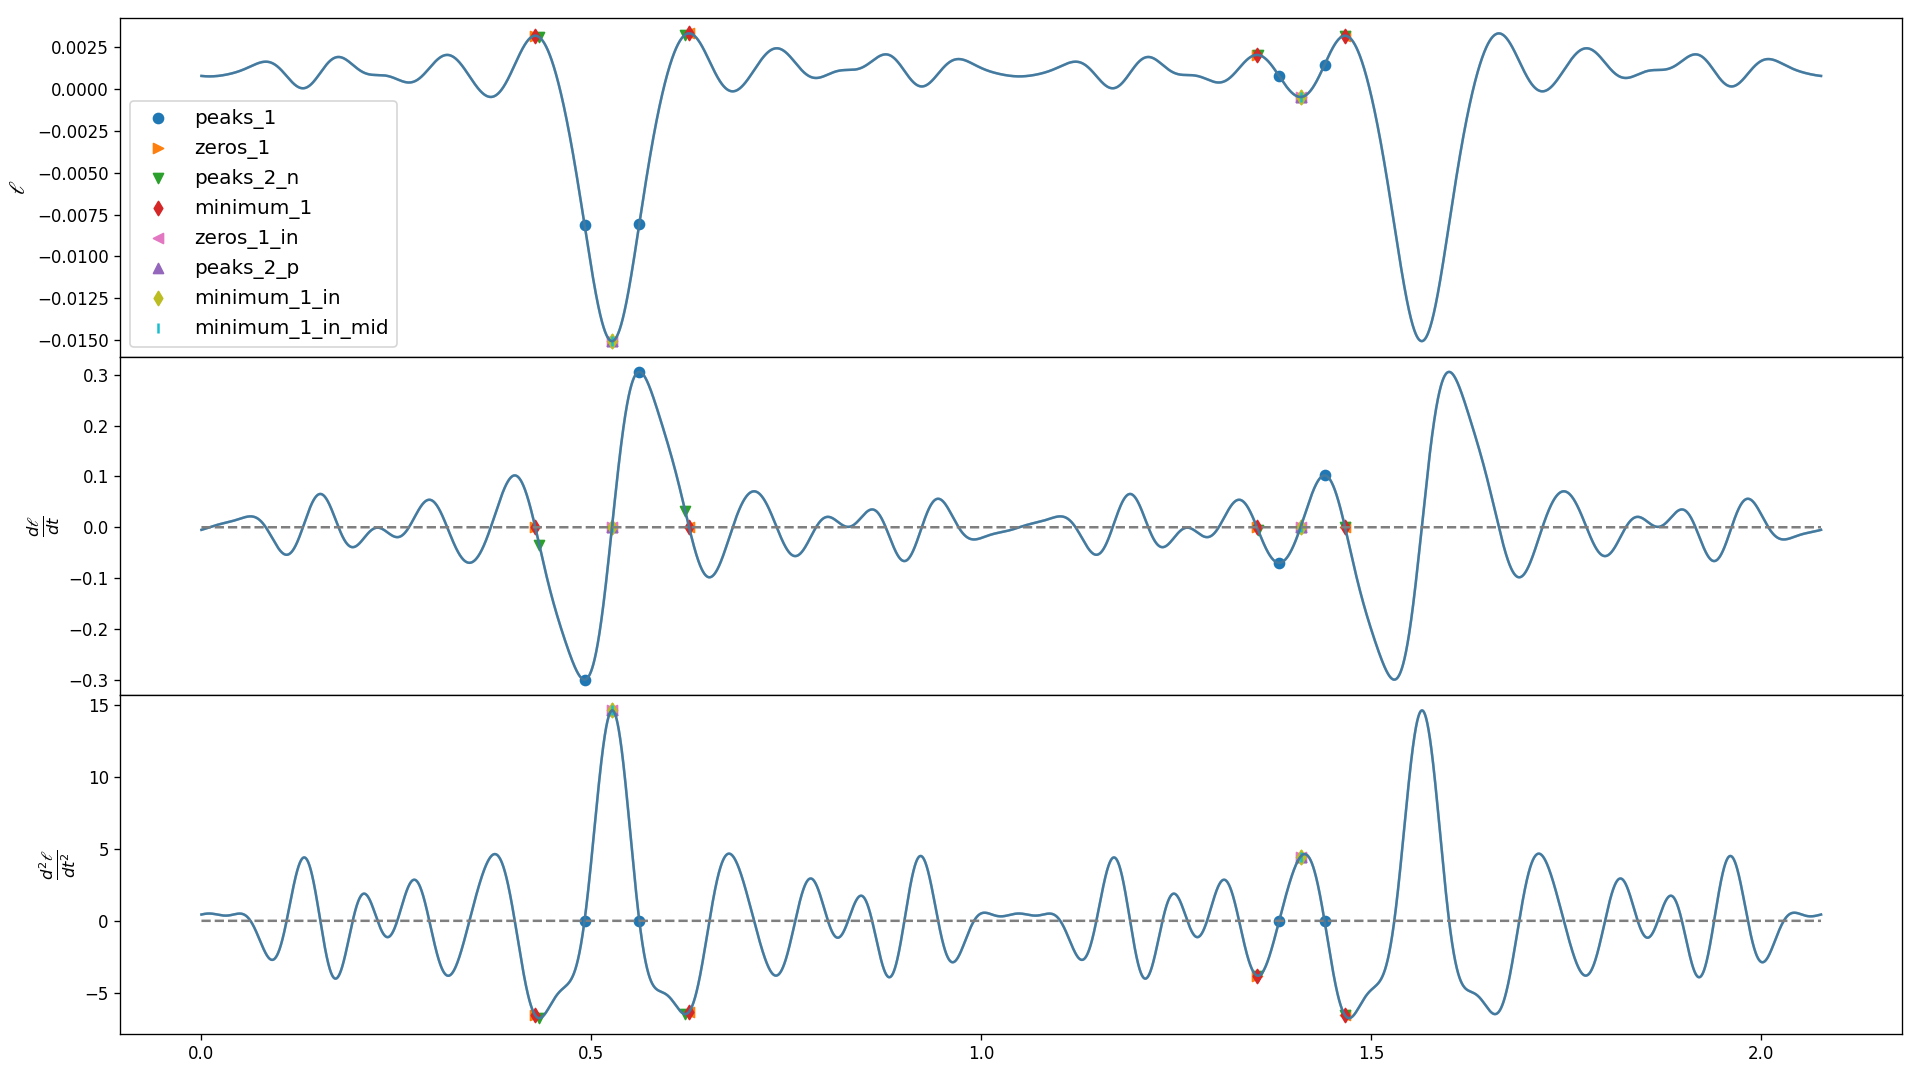 0.0025
0.0000
−0.0025
−0.0050
−0.0075
−0.0100
−0.0125
−0.0150
ℓ
peaks_1
zeros_1
peaks_2_n
minimum_1
zeros_1_in
peaks_2_p
minimum_1_in
minimum_1_in_mid
0.3
0.2
0.1
0.0
−0.1
−0.2
−0.3
dℓ
dt
15
10
5
0
−5
d²ℓ
dt²
0.0 0.5 1.0 1.5 2.0